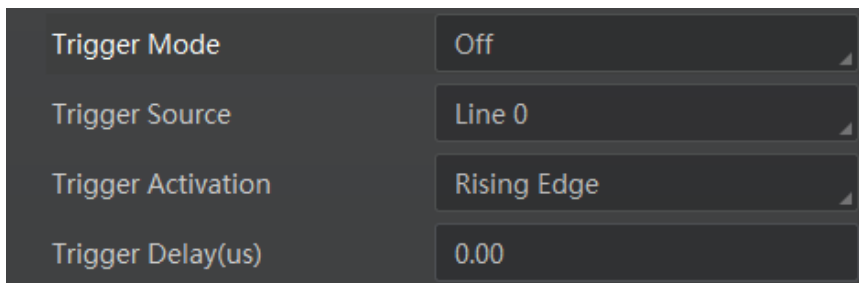 Trigger Mode Off
Trigger Source Line 0
Trigger Activation Rising Edge
Trigger Delay(us) 0.00